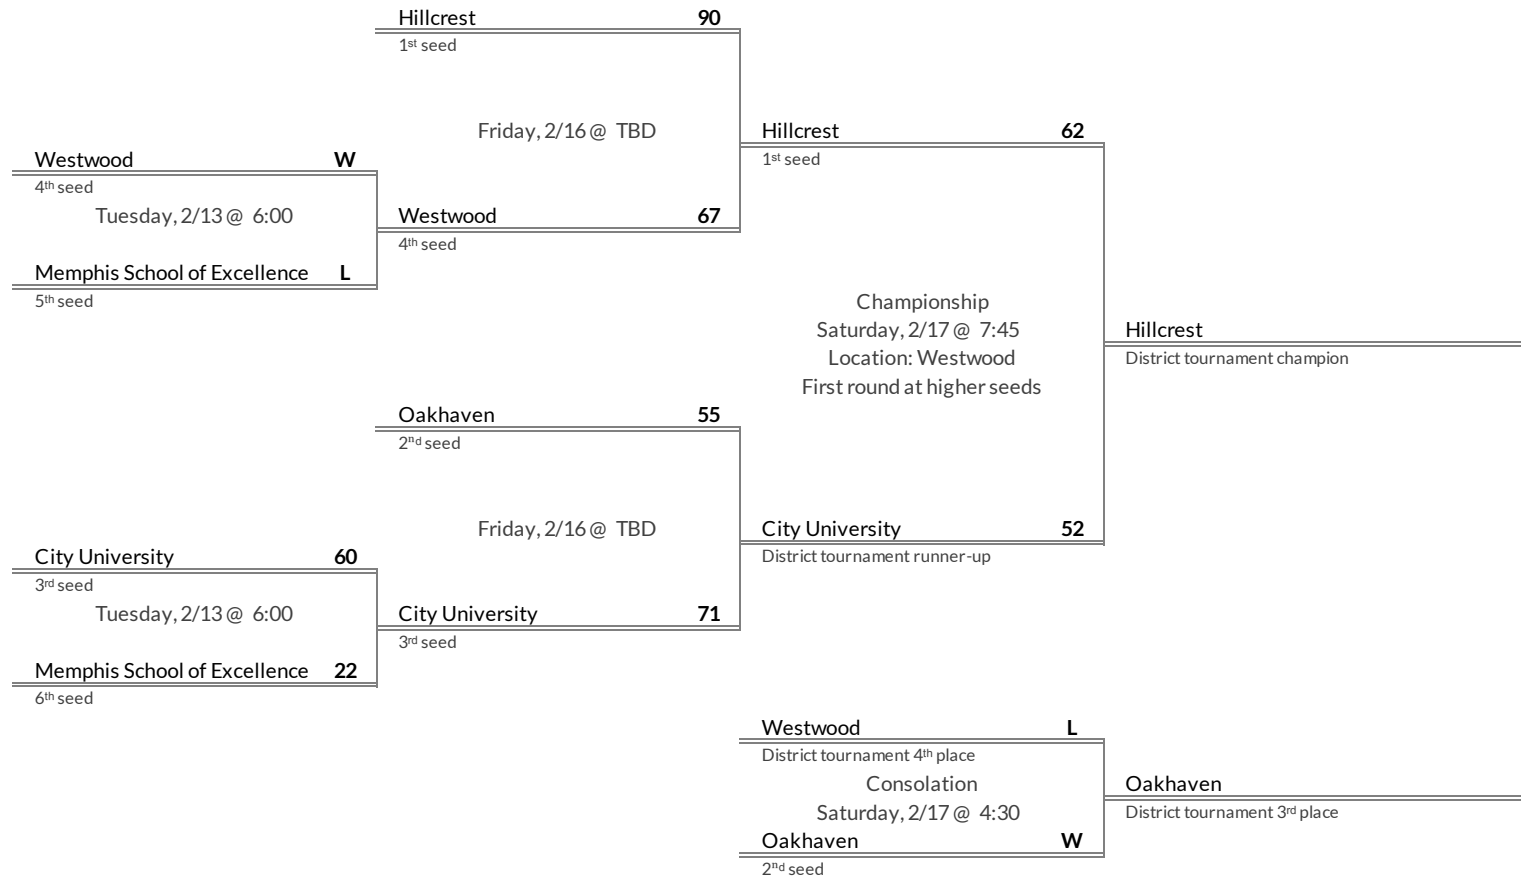 Hillcrest 90
1st seed
Friday, 2/16 @ TBD
Westwood W
4th seed
Tuesday, 2/13 @ 6:00
Memphis School of Excellence L
5th seed
Westwood 67
4th seed
Hillcrest 62
1st seed
Championship
Saturday, 2/17 @ 7:45
Location: Westwood
First round at higher seeds
Hillcrest
District tournament champion
Oakhaven 55
2nd seed
Friday, 2/16 @ TBD
City University 60
3rd seed
Tuesday, 2/13 @ 6:00
Memphis School of Excellence 22
6th seed
City University 71
3rd seed
City University 52
District tournament runner-up
Westwood L
District tournament 4th place
Consolation
Saturday, 2/17 @ 4:30
Oakhaven W
2nd seed
Oakhaven
District tournament 3rd place